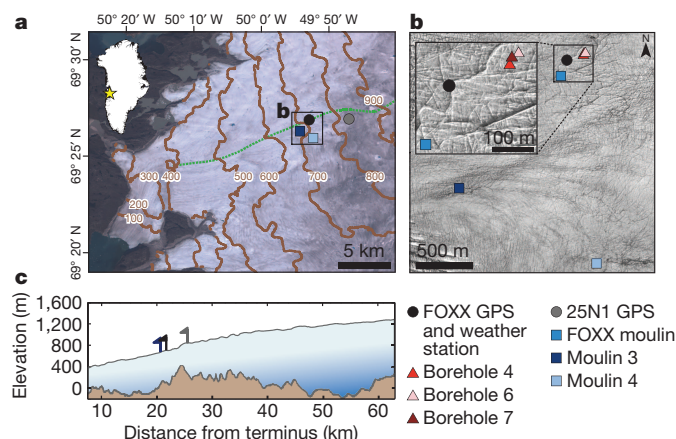 a
50° 20′ W 50° 10′ W 50° 0′ W 49° 50′ W
69° 30′ N
69° 25′ N
69° 20′ N
b
900
300 400 500 600 700 800
200
100
5 km
b
N
100 m
500 m
c
Elevation (m)
1,600
1,200
800
400
0
10 20 30 40 50 60
Distance from terminus (km)
FOXX GPS
and weather
station
Borehole 4
Borehole 6
Borehole 7
25N1 GPS
FOXX moulin
Moulin 3
Moulin 4